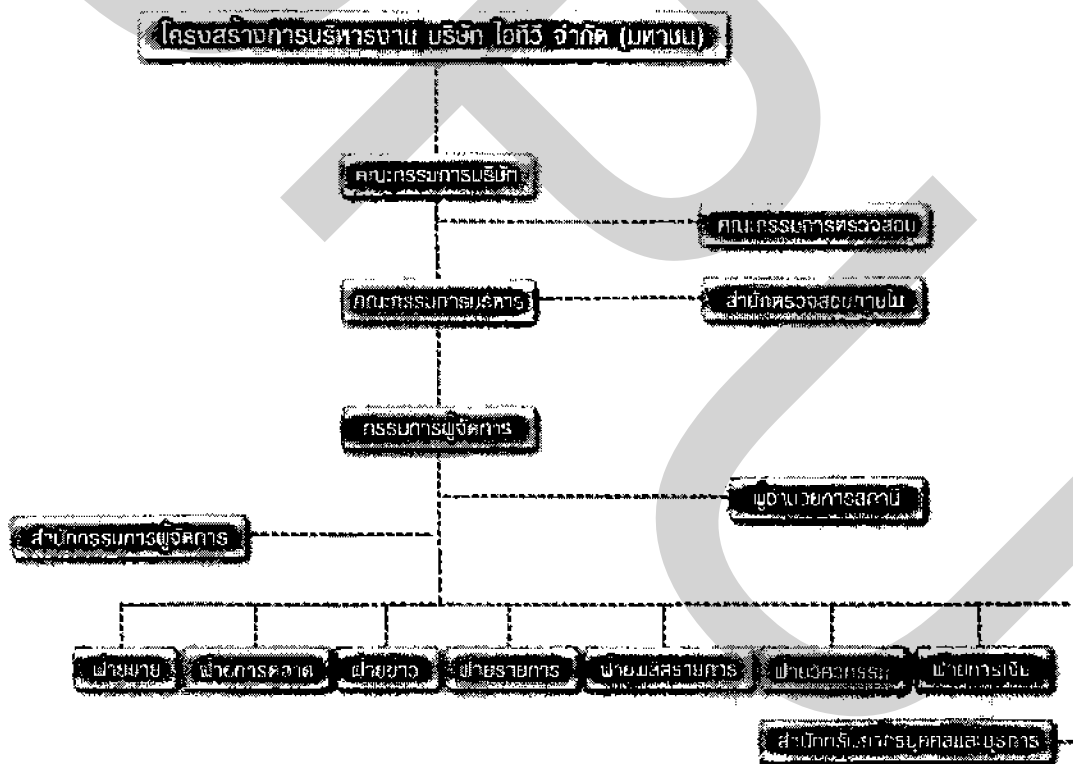 โครงสร้างการบริหารงาน บริษัท ไอทีวี จำกัด (มหาชน)
คณะกรรมการบริษัท
คณะกรรมการตรวจสอบ
คณะกรรมการบริหาร
สำนักตรวจสอบภายใน
กรรมการผู้จัดการ
ผู้อำนวยการสถานี
สำนักกรรมการผู้จัดการ
ฝ่ายขาย ฝ่ายการตลาด ฝ่ายข่าว ฝ่ายรายการ ฝ่ายผลิตรายการ ฝ่ายวิศวกรรม ฝ่ายการเงิน
สำนักทรัพยากรบุคคลและธุรการ